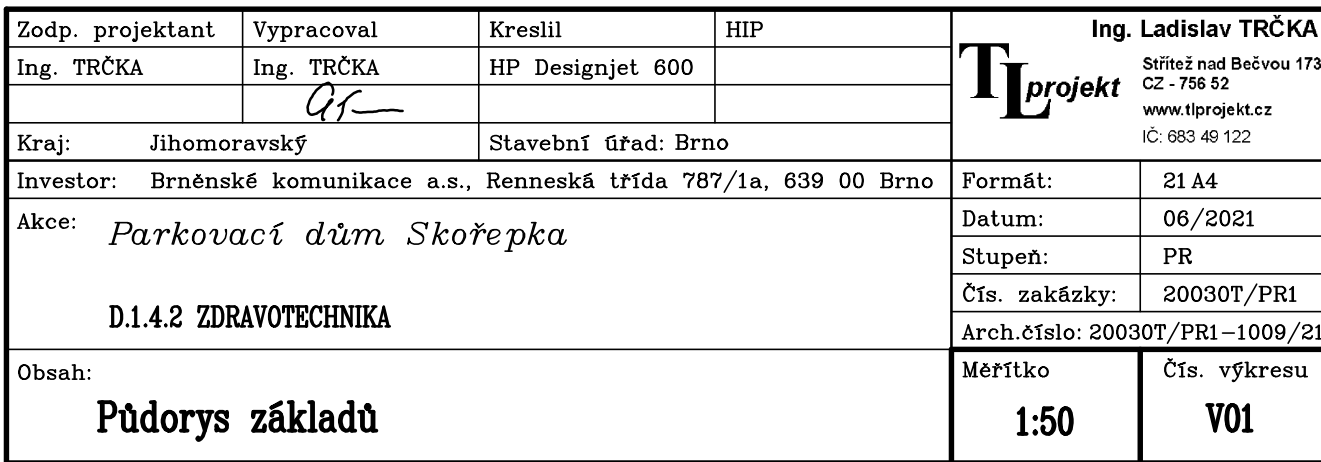 Zodp. projektant Vypracoval Kreslil HIP
Ing. TRČKA Ing. TRČKA HP Designjet 600
Kraj: Jihomoravský Stavební úřad: Brno
Investor: Brněnské komunikace a.s., Renneská třída 787/1a, 639 00 Brno
Akce: Parkovací dům Skořepka
D.1.4.2 ZDRAVOTECHNIKA
Obsah:
Půdorys základů
TL projekt
Ing. Ladislav TRČKA
Střítež nad Bečvou 173
CZ - 756 52
www.tlprojekt.cz
IČ: 683 49 122
Formát: 21 A4
Datum: 06/2021
Stupeň: PR
Čís. zakázky: 20030T/PR1
Arch.číslo: 20030T/PR1-1009/21
Měřítko Čís. výkresu
1:50 V01